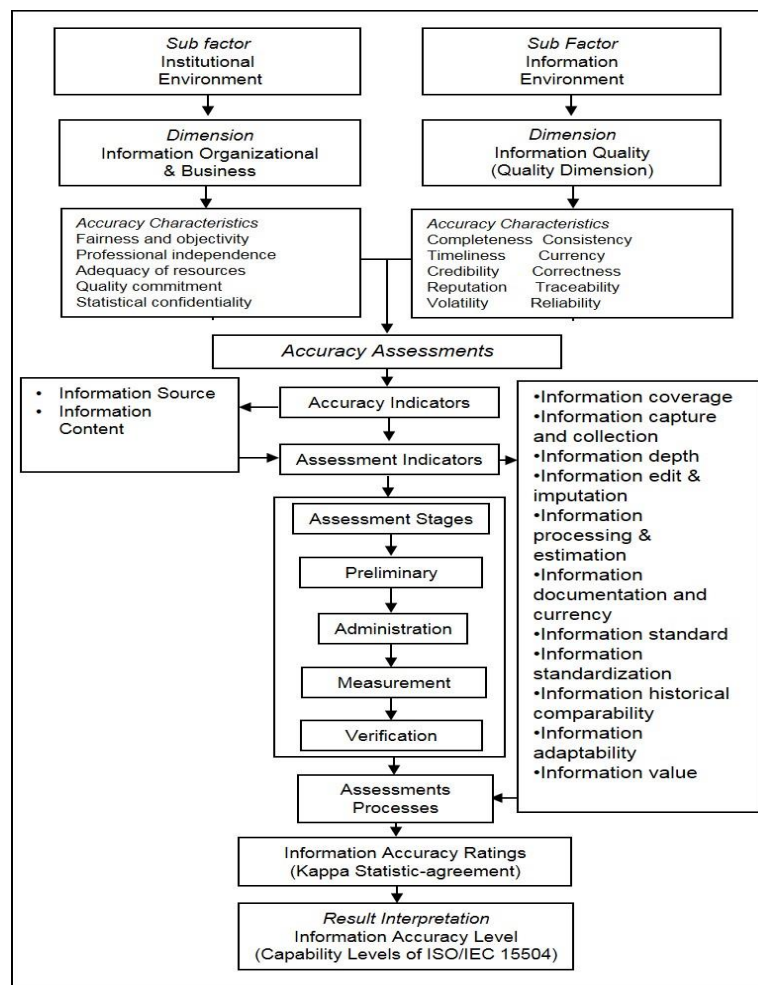 Sub factor
Institutional
Environment
Sub Factor
Information
Environment
Dimension
Information Organizational
& Business
Dimension
Information Quality
(Quality Dimension)
Accuracy Characteristics
Fairness and objectivity
Professional independence
Adequacy of resources
Quality commitment
Statistical confidentiality
Accuracy Characteristics
Completeness Consistency
Timeliness Currency
Credibility Correctness
Reputation Traceability
Volatility Reliability
Accuracy Assessments
• Information Source
• Information
Content
Accuracy Indicators
Assessment Indicators
•Information coverage
•Information capture
and collection
•Information depth
•Information edit &
imputation
•Information
processing &
estimation
•Information
documentation and
currency
•Information standard
•Information
standardization
•Information historical
comparability
•Information
adaptability
•Information value
Assessment Stages
Preliminary
Administration
Measurement
Verification
Assessments
Processes
Information Accuracy Ratings
(Kappa Statistic-agreement)
Result Interpretation
Information Accuracy Level
(Capability Levels of ISO/IEC 15504)